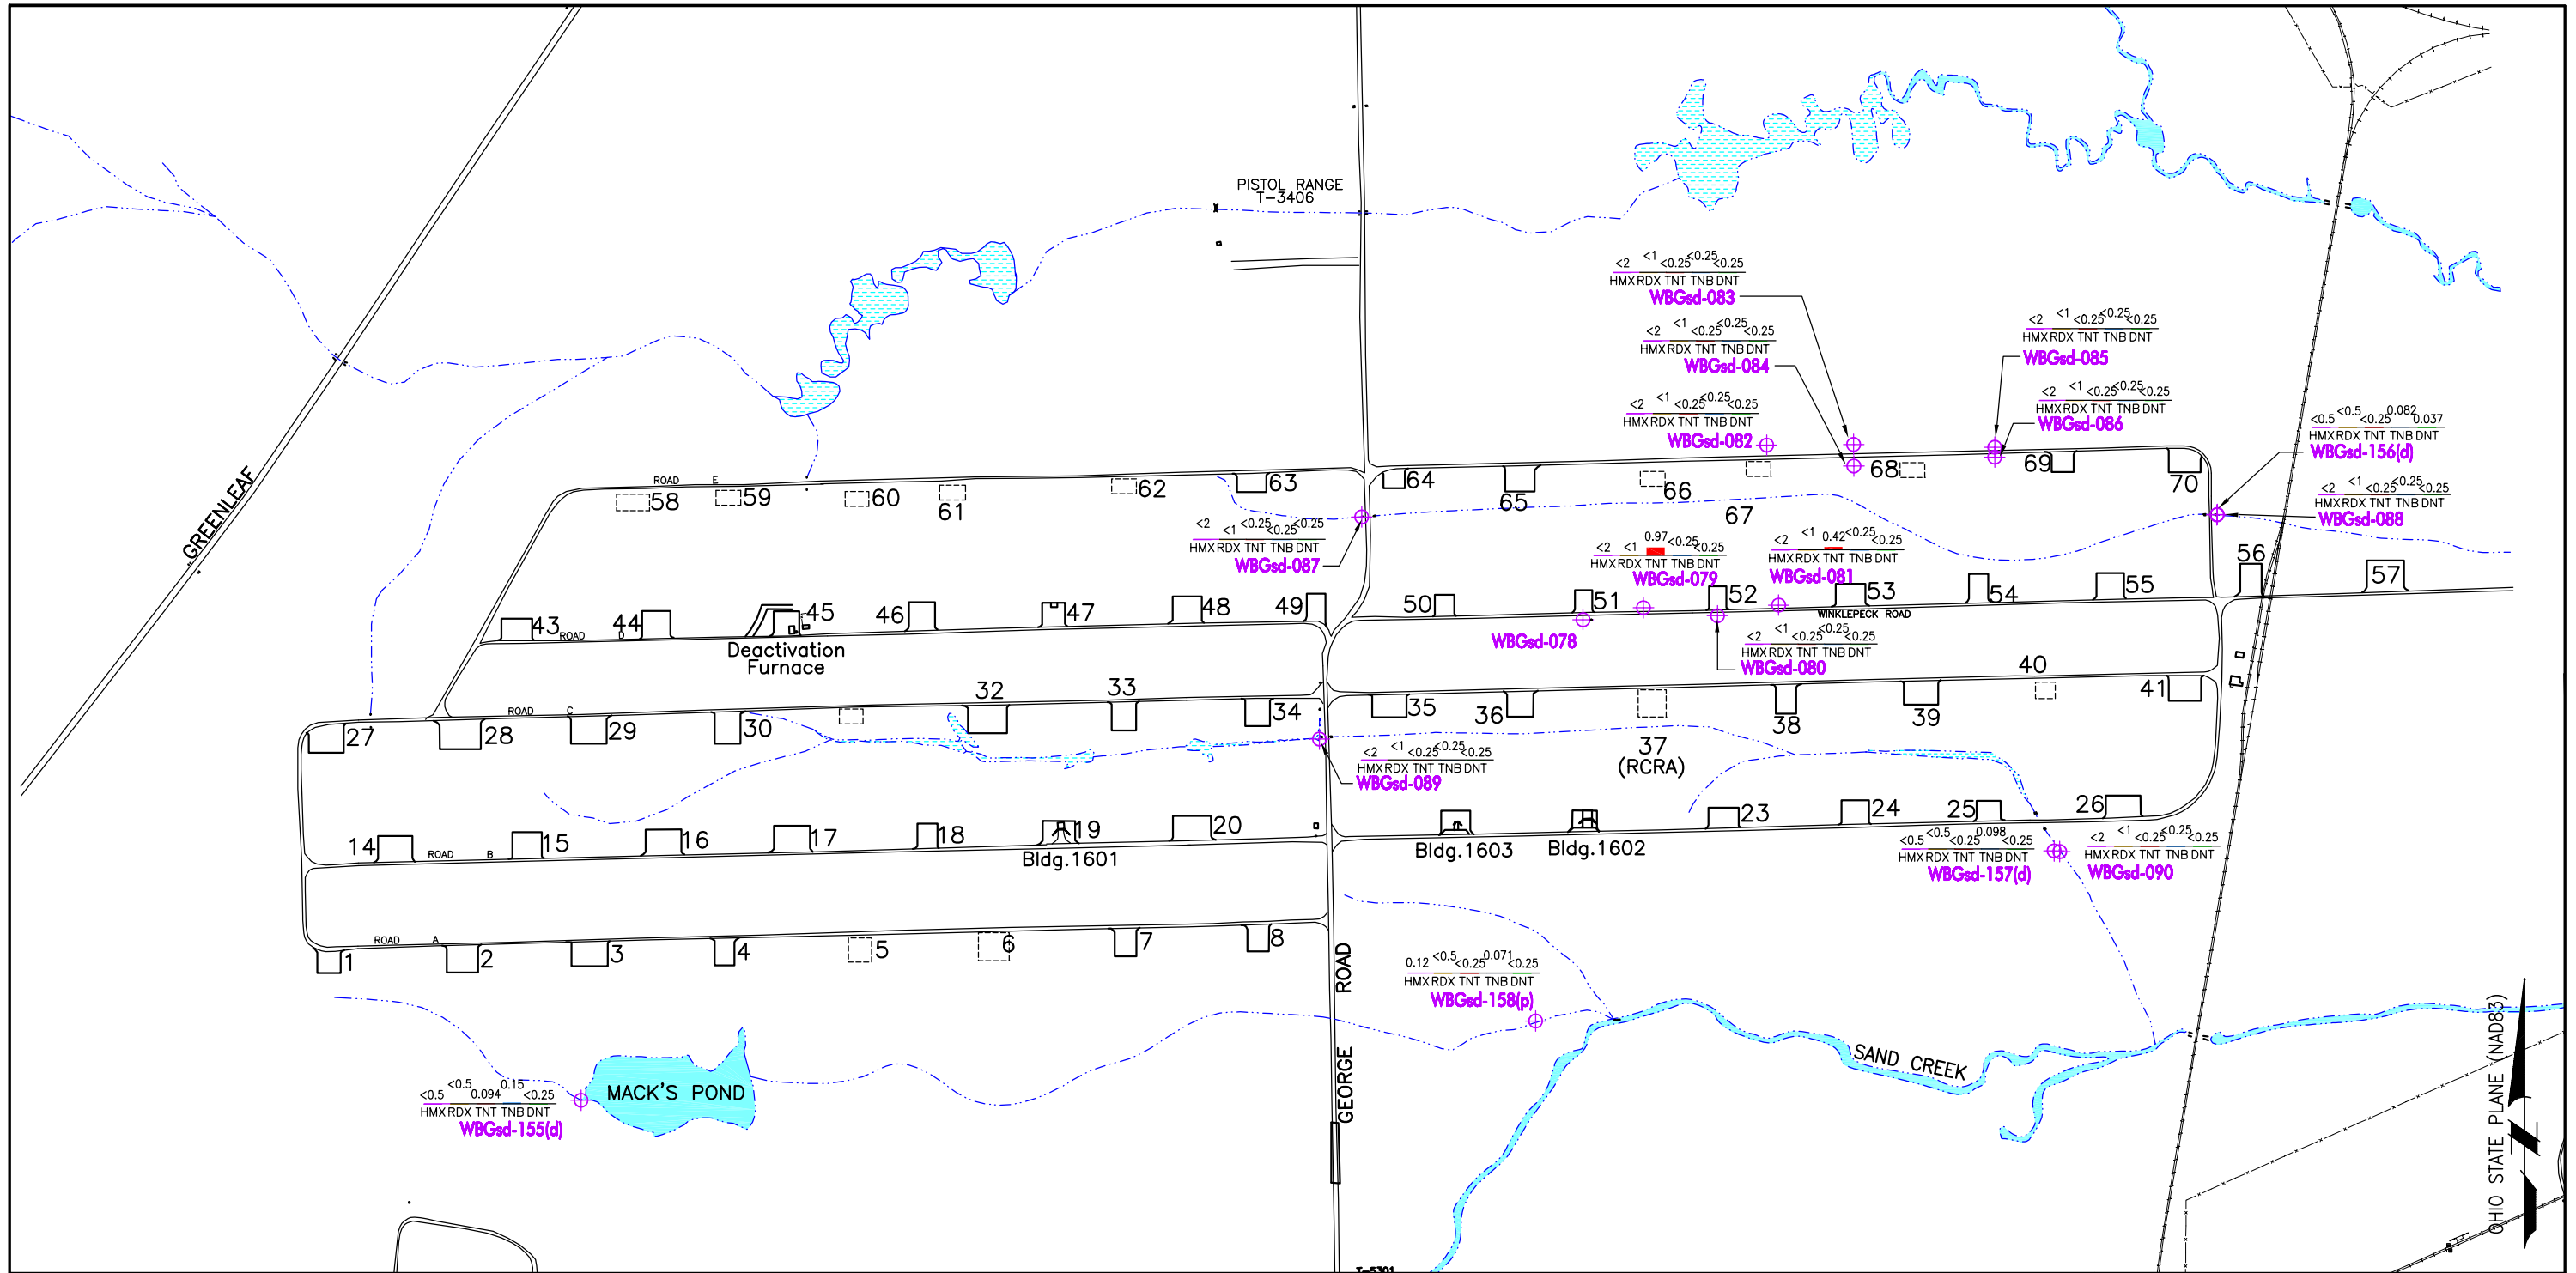 PISTOL RANGE
T-3406
<2 <1 <0.25 <0.25 <0.25
HMX RDX TNT TNB DNT
WBGsd-083
<2 <1 <0.25 <0.25 <0.25
HMX RDX TNT TNB DNT
WBGsd-084
<2 <1 <0.25 <0.25 <0.25
HMX RDX TNT TNB DNT
WBGsd-082
<2 <1 <0.25 <0.25 <0.25
HMX RDX TNT TNB DNT
WBGsd-085
<2 <1 <0.25 <0.25 <0.25
HMX RDX TNT TNB DNT
WBGsd-086
<0.5 <0.5 <0.25 0.082 0.037
HMX RDX TNT TNB DNT
WBGsd-156(d)
<2 <1 <0.25 <0.25 <0.25
HMX RDX TNT TNB DNT
WBGsd-088
GREENLEAF
ROAD E
58 59 60 61 62 63 64 65 66 67 68 69 70
<2 <1 <0.25 <0.25 <0.25
HMX RDX TNT TNB DNT
WBGsd-087
<2 <1 0.97 <0.25 <0.25
HMX RDX TNT TNB DNT
WBGsd-079
<2 <1 0.42 <0.25 <0.25
HMX RDX TNT TNB DNT
WBGsd-081
43 44 45 46 47 48 49 50 51 52 53 54 55 56 57
ROAD D
WINKLEPECK ROAD
Deactivation
Furnace
WBGsd-078
<2 <1 <0.25 <0.25 <0.25
HMX RDX TNT TNB DNT
WBGsd-080
ROAD C
27 28 29 30 32 33 34 35 36 37 38 39 40 41
(RCRA)
<2 <1 <0.25 <0.25 <0.25
HMX RDX TNT TNB DNT
WBGsd-089
14 15 16 17 18 19 20 23 24 25 26
ROAD B
Bldg.1601
Bldg.1603
Bldg.1602
<0.5 <0.5 <0.25 0.098 <0.25
HMX RDX TNT TNB DNT
WBGsd-157(d)
<2 <1 <0.25 <0.25 <0.25
HMX RDX TNT TNB DNT
WBGsd-090
ROAD A
1 2 3 4 5 6 7 8
GEORGE ROAD
0.12 <0.5 <0.25 0.071 <0.25
HMX RDX TNT TNB DNT
WBGsd-158(p)
SAND CREEK
<0.5 <0.5 0.094 0.15 <0.25
HMX RDX TNT TNB DNT
WBGsd-155(d)
MACK'S POND
OHIO STATE PLANE (NAD83)
T-5301